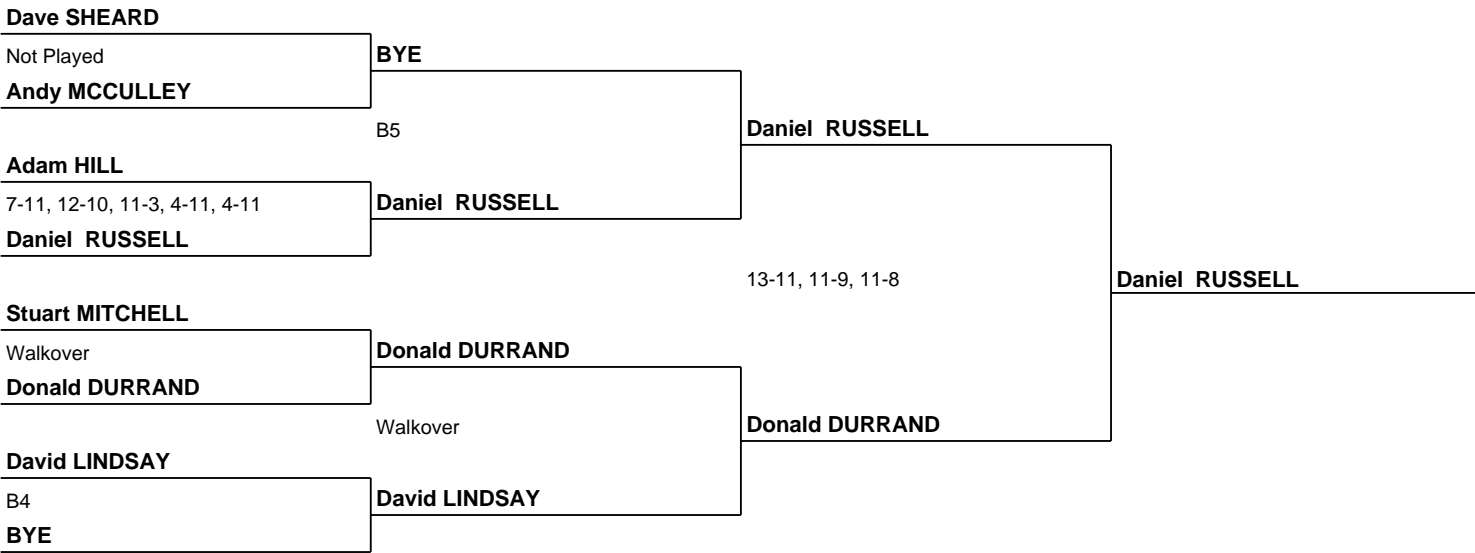 Dave SHEARD
Not Played
BYE
Andy MCCULLEY
B5
Daniel  RUSSELL
Adam HILL
7-11, 12-10, 11-3, 4-11, 4-11
Daniel  RUSSELL
Daniel  RUSSELL
13-11, 11-9, 11-8
Daniel  RUSSELL
Stuart MITCHELL
Walkover
Donald DURRAND
Donald DURRAND
Walkover
Donald DURRAND
David LINDSAY
B4
David LINDSAY
BYE